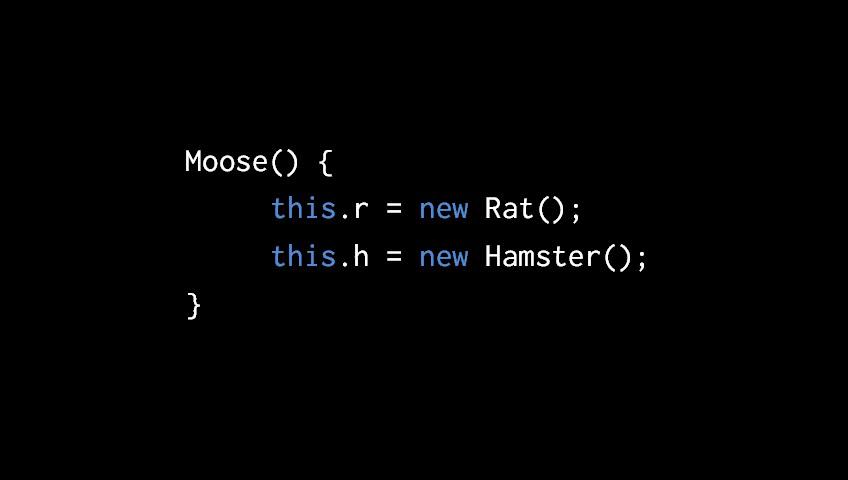 Moose() {
this.r = new Rat();
this.h = new Hamster();
}